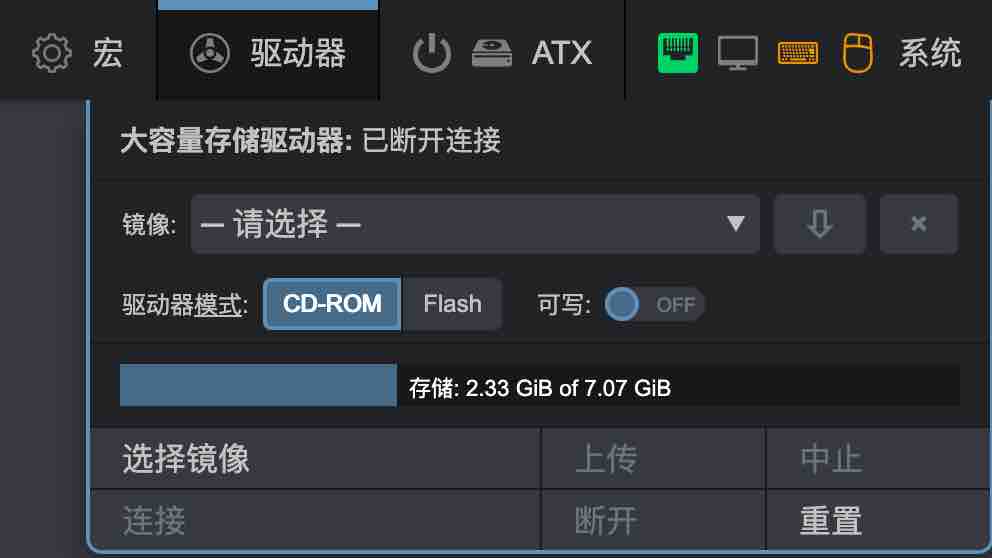 宏 驱动器 ATX 系统
大容量存储驱动器: 已断开连接
镜像: — 请选择 —
驱动器模式: CD-ROM Flash 可写: OFF
存储: 2.33 GiB of 7.07 GiB
选择镜像 上传 中止
连接 断开 重置